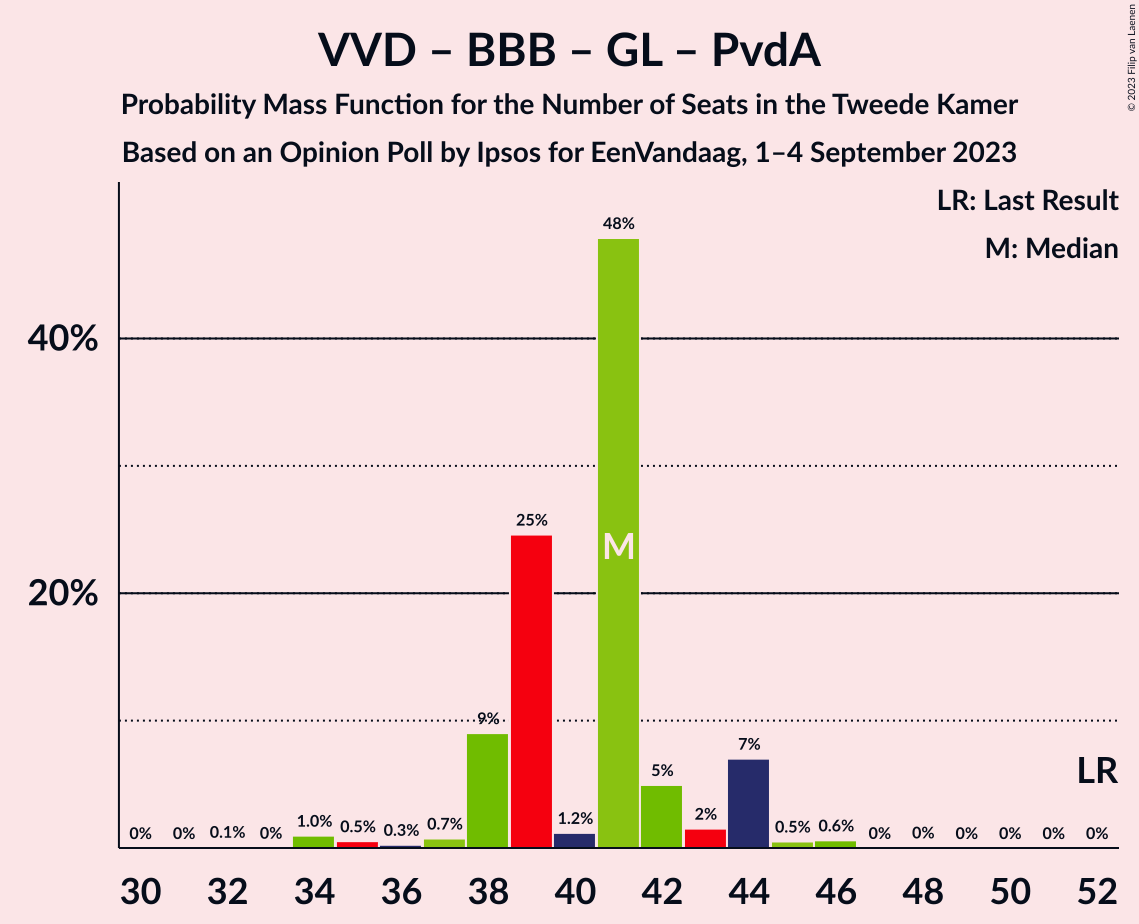 VVD – BBB – GL – PvdA
Probability Mass Function for the Number of Seats in the Tweede Kamer
Based on an Opinion Poll by Ipsos for EenVandaag, 1–4 September 2023
© 2023 Filip van Laenen
LR: Last Result
M: Median
40%
20%
0% 0% 0.1% 0% 1.0% 0.5% 0.3% 0.7% 9% 25% 1.2% 48% 5% 2% 7% 0.5% 0.6% 0% 0% 0% 0% 0% 0%
M
LR
30 32 34 36 38 40 42 44 46 48 50 52